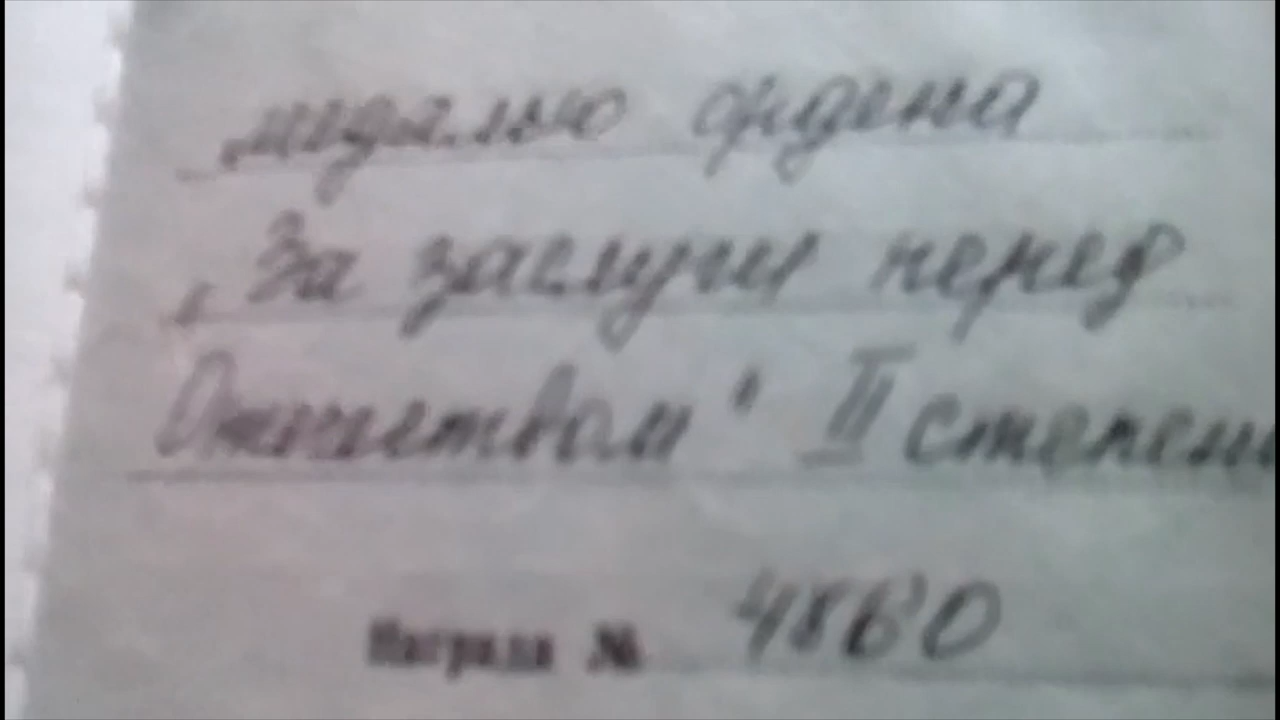 медалью ордена
„За заслуги перед
Отечеством" II степени
Награда № 4860